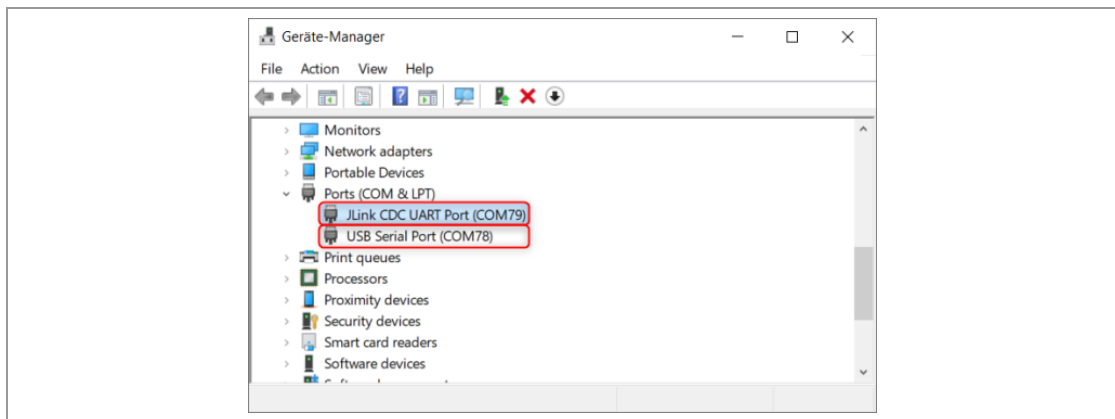 Geräte-Manager
File Action View Help
Monitors
Network adapters
Portable Devices
Ports (COM & LPT)
JLink CDC UART Port (COM79)
USB Serial Port (COM78)
Print queues
Processors
Proximity devices
Security devices
Smart card readers
Software devices